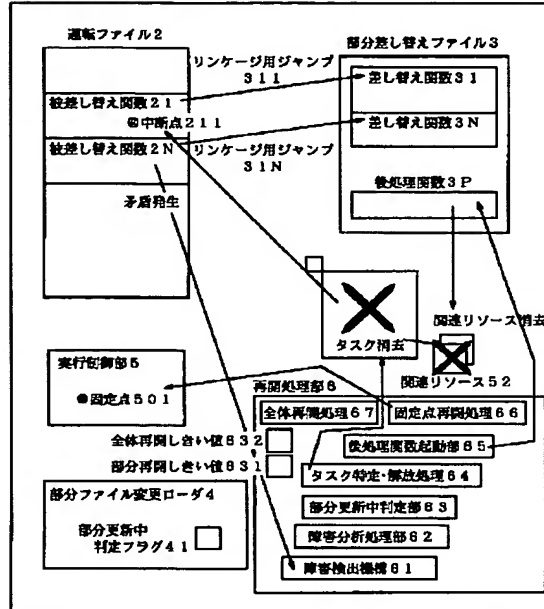 運転ファイル2
リンケージ用ジャンプ
311
部分差し替えファイル3
被差し替え関数21
◎中断点211
差し替え関数31
被差し替え関数2N
リンケージ用ジャンプ
31N
差し替え関数3N
矛盾発生
後処理関数3P
タスク消去
関連リソース消去
関連リソース52
実行制御部5
●固定点501
再開処理部6
全体再開処理67
固定点再開処理66
全体再開しきい値632
後処理関数起動部65
部分再開しきい値631
タスク特定・解放処理64
部分ファイル変更ローダ4
部分更新中
判定フラグ41
部分更新中判定部63
障害分析処理部62
障害検出機構61